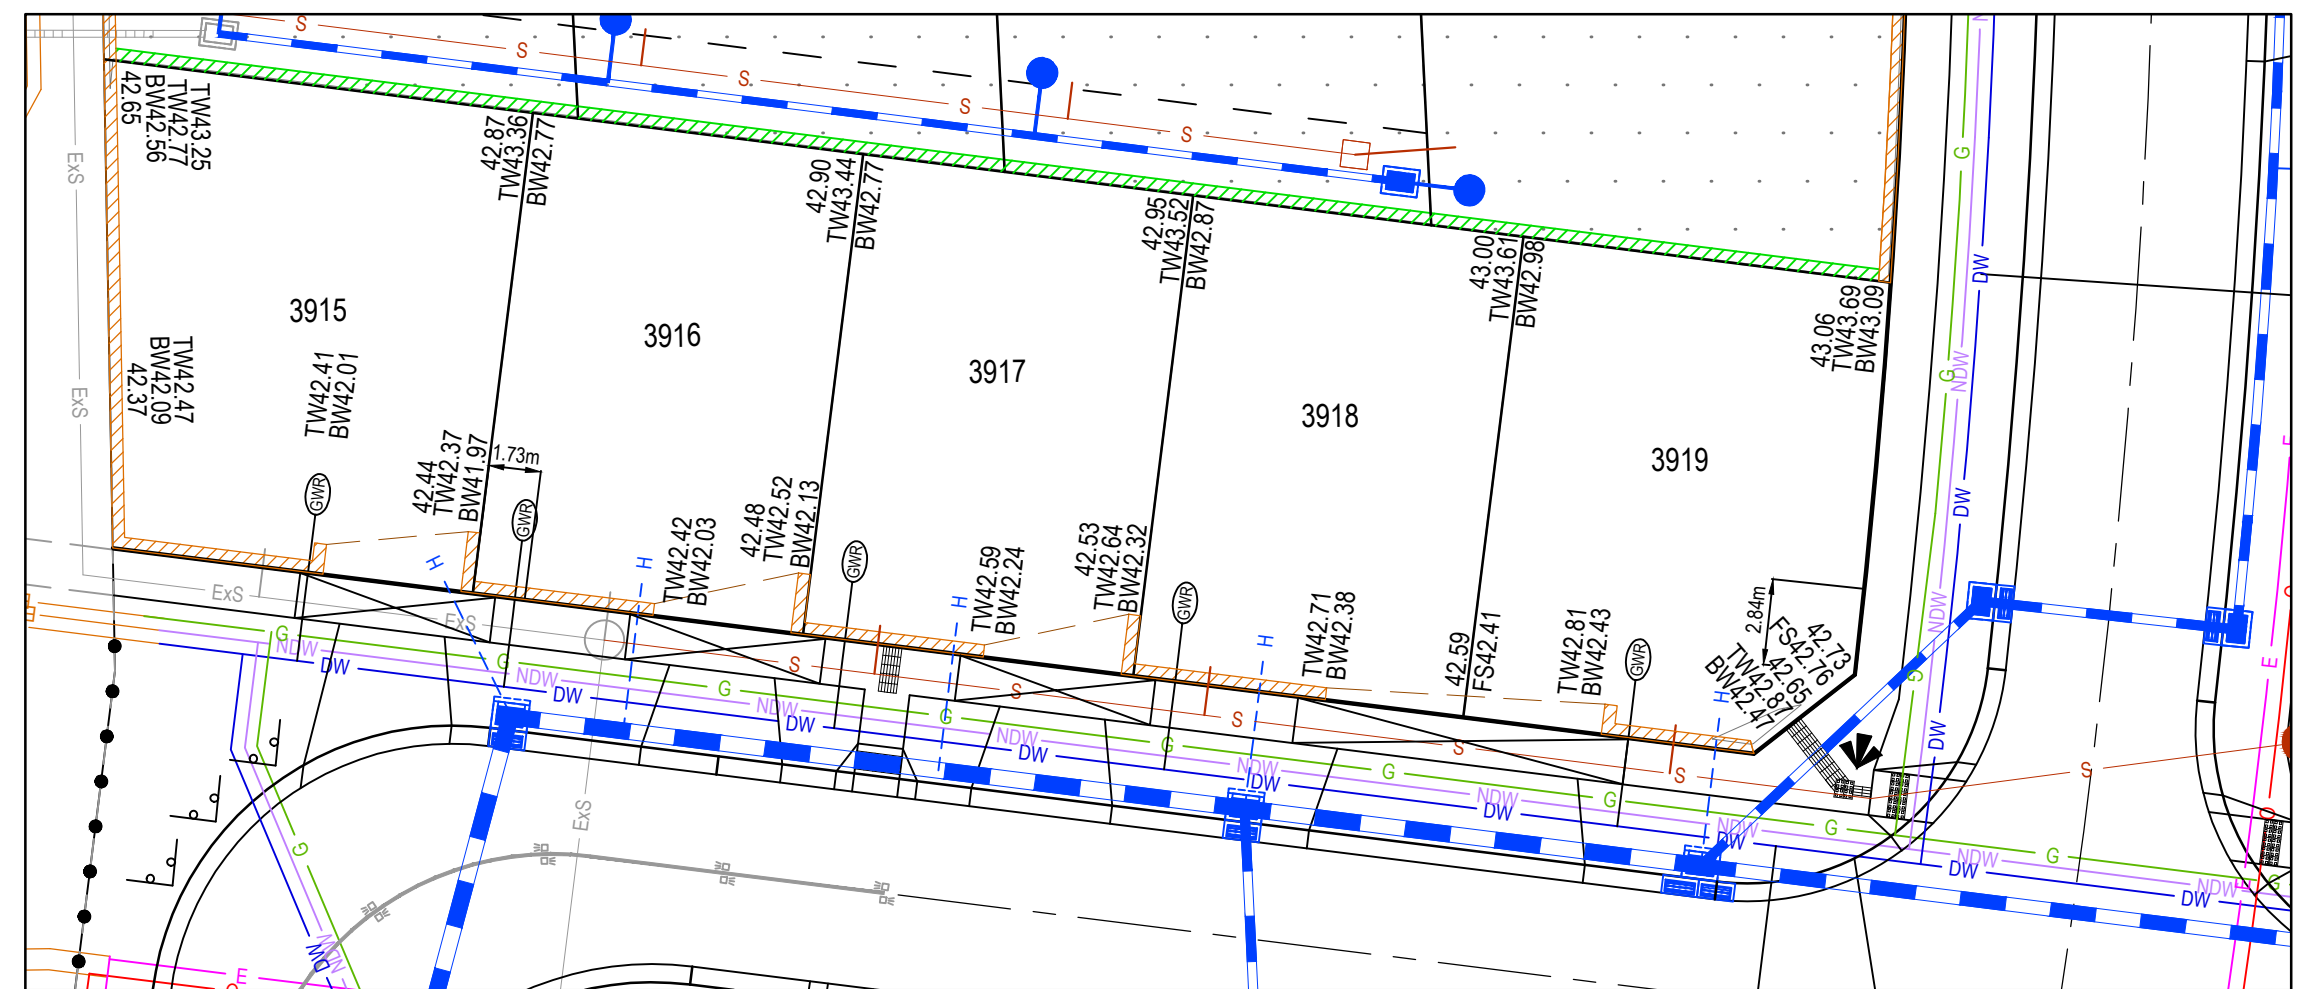 S
S
S
S
S
S
TW43.25
TW42.77
BW42.56
42.65
42.87
TW43.36
BW42.77
42.90
TW43.44
BW42.77
42.95
TW43.52
BW42.87
43.00
TW43.61
BW42.98
43.06
TW43.69
BW43.09
ExS
ExS
3915
3916
3917
3918
3919
TW42.47
BW42.09
42.37
TW42.41
BW42.01
42.44
TW42.37
BW41.97
1.73m
TW42.42
BW42.03
42.48
TW42.52
BW42.13
TW42.59
BW42.24
42.53
TW42.64
BW42.32
TW42.71
BW42.38
42.59
FS42.41
TW42.81
BW42.43
2.84m
42.73
FS42.76
42.65
TW42.87
BW42.47
GWR
GWR
GWR
GWR
GWR
H
H
H
H
H
ExS
ExS
ExS
G
NDW
DW
G
NDW
DW
G
NDW
DW
G
NDW
DW
G
NDW
DW
G
NDW
DW
G
NDW
DW
G
NDW
DW
G
NDW
DW
S
S
S
S
S
S
G
DW
G
NDW
DW
NDW
G
DW
G
NDW
DW
E
E
E